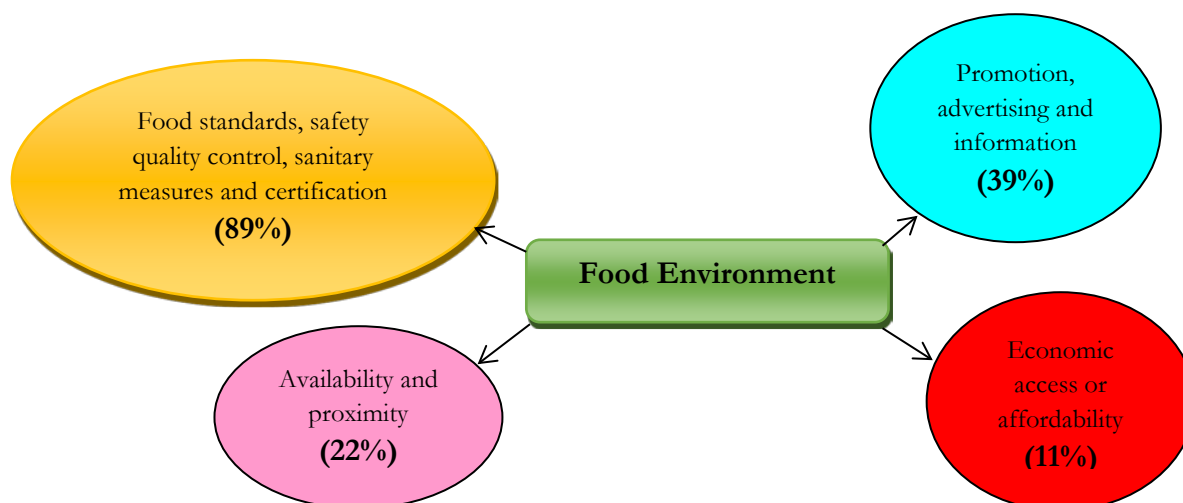 Food standards, safety
quality control, sanitary
measures and certification
(89%)
Promotion,
advertising and
information
(39%)
Food Environment
Availability and
proximity
(22%)
Economic
access or
affordability
(11%)